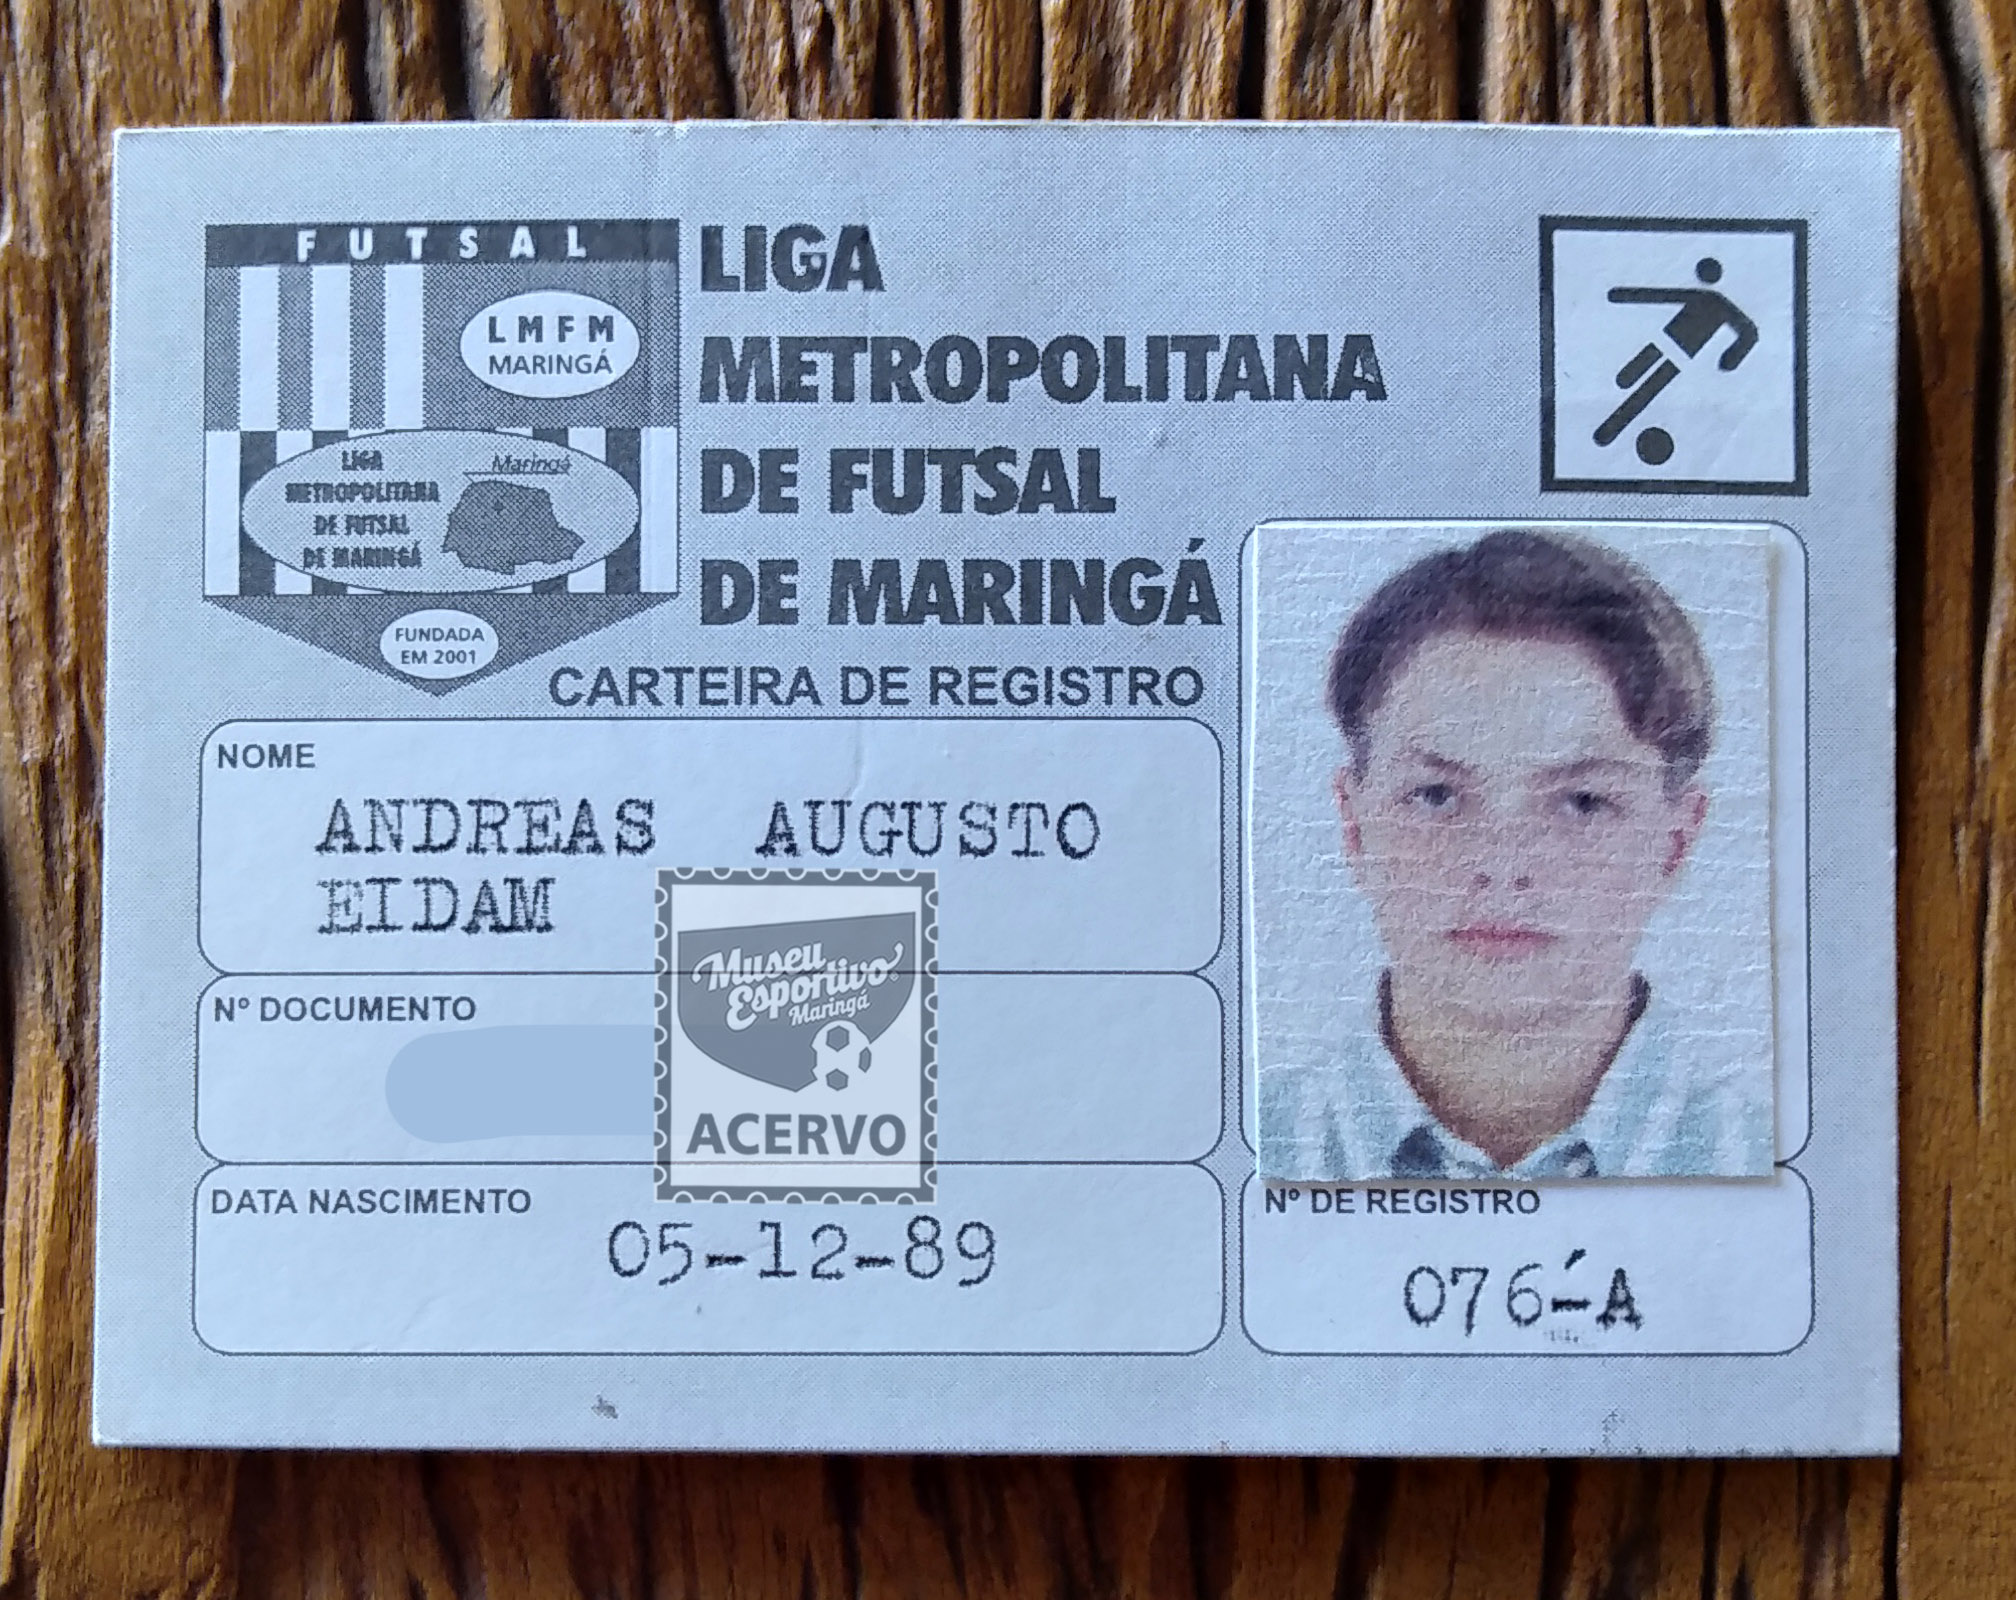 FUTSAL
LMFM
MARINGÁ
LIGA
METROPOLITANA
DE FUTSAL
DE MARINGÁ
Maringá
FUNDADA
EM 2001
LIGA
METROPOLITANA
DE FUTSAL
DE MARINGÁ
CARTEIRA DE REGISTRO
NOME
ANDREAS AUGUSTO
EIDAM
Nº DOCUMENTO
Museu
Esportivo
Maringá
ACERVO
DATA NASCIMENTO
05-12-89
Nº DE REGISTRO
076-A